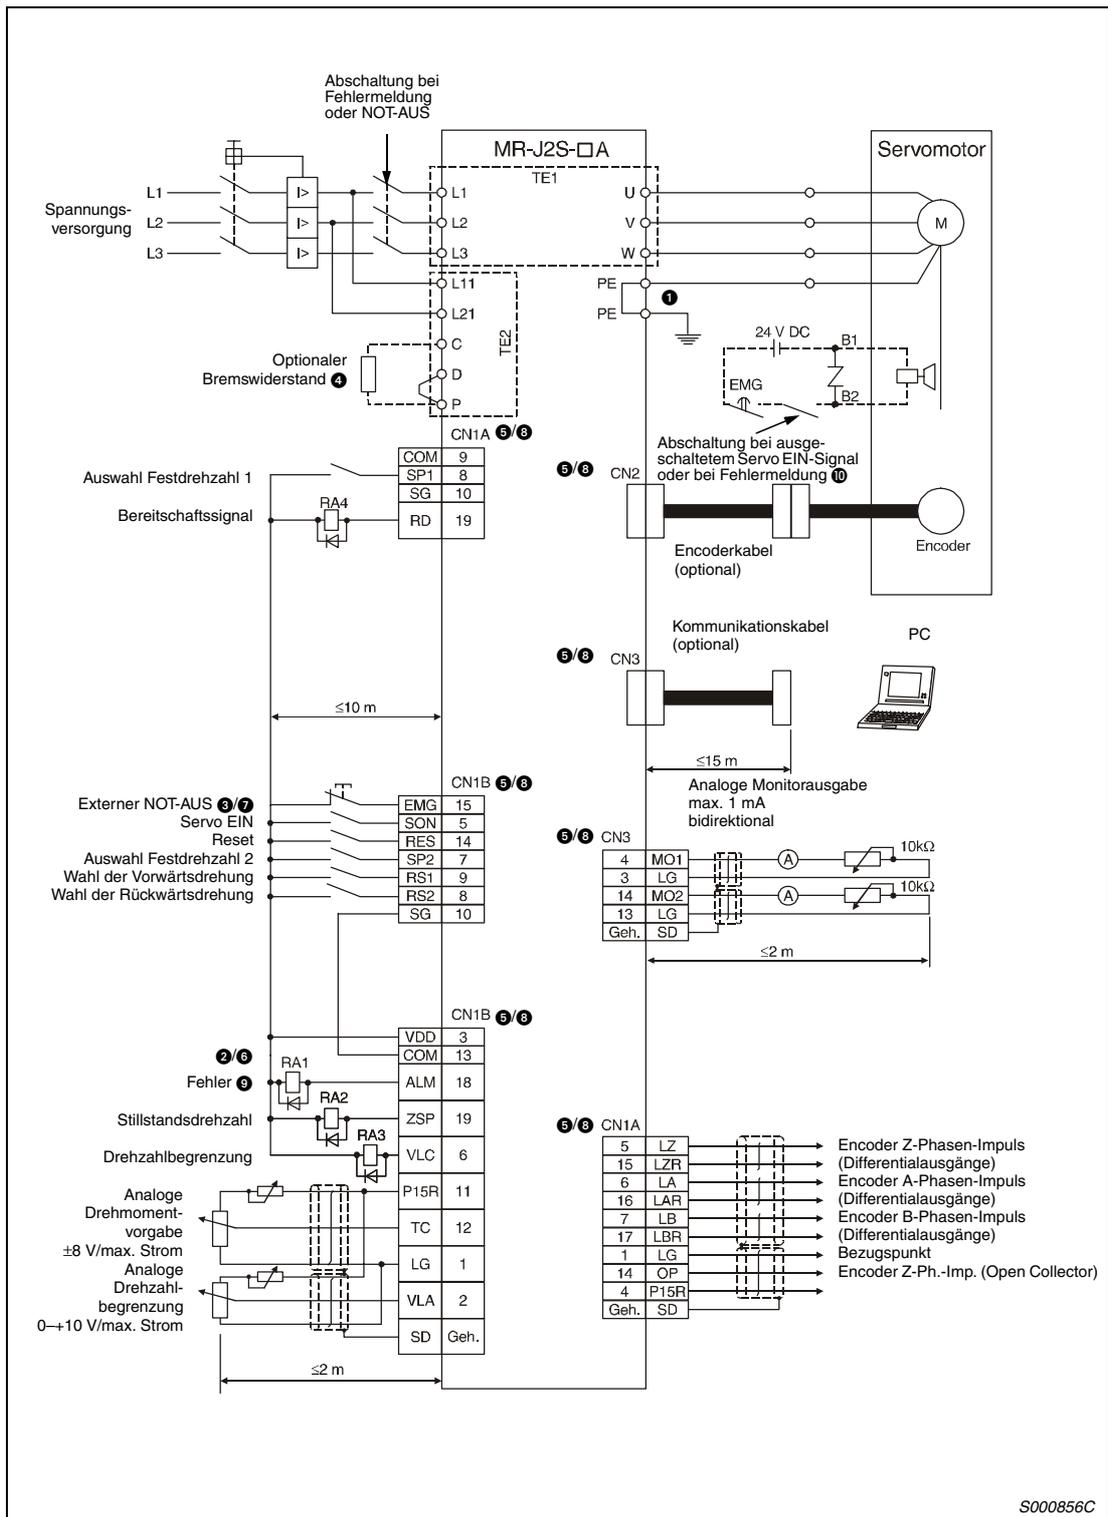 Abschaltung bei
Fehlermeldung
oder NOT-AUS
MR-J2S-□A
Servomotor
TE1
L1
I>
L1
U
Spannungs-
versorgung
L2
I>
L2
V
M
L3
I>
L3
W
L11
PE
❶
L21
PE
TE2
C
24 V DC
B1
Optionaler
Bremswiderstand ❹
D
EMG
P
B2
Abschaltung bei ausge-
schaltetem Servo EIN-Signal
oder bei Fehlermeldung ❿
CN1A ❺/❽
COM 9
Auswahl Festdrehzahl 1
SP1 8
SG 10
Bereitschaftssignal
RA4
RD 19
❺/❽ CN2
Encoderkabel
(optional)
Encoder
Kommunikationskabel
(optional)
PC
❺/❽ CN3
≤10 m
≤15 m
Analoge Monitorausgabe
max. 1 mA
bidirektional
CN1B ❺/❽
Externer NOT-AUS ❸/❼
EMG 15
Servo EIN
SON 5
Reset
RES 14
Auswahl Festdrehzahl 2
SP2 7
Wahl der Vorwärtsdrehung
RS1 9
Wahl der Rückwärtsdrehung
RS2 8
SG 10
❺/❽ CN3
4 MO1
A
10kΩ
3 LG
14 MO2
A
10kΩ
13 LG
Geh. SD
≤2 m
CN1B ❺/❽
VDD 3
COM 13
❷/❻
Fehler ❾
RA1
ALM 18
Stillstandsdrehzahl
RA2
ZSP 19
Drehzahlbegrenzung
RA3
VLC 6
P15R 11
Analoge
Drehmoment-
vorgabe
±8 V/max. Strom
TC 12
LG 1
Analoge
Drehzahl-
begrenzung
0–+10 V/max. Strom
VLA 2
SD Geh.
≤2 m
❺/❽ CN1A
5 LZ Encoder Z-Phasen-Impuls
15 LZR (Differentialausgänge)
6 LA Encoder A-Phasen-Impuls
16 LAR (Differentialausgänge)
7 LB Encoder B-Phasen-Impuls
17 LBR (Differentialausgänge)
1 LG Bezugspunkt
14 OP Encoder Z-Ph.-Imp. (Open Collector)
4 P15R
Geh. SD
S000856C